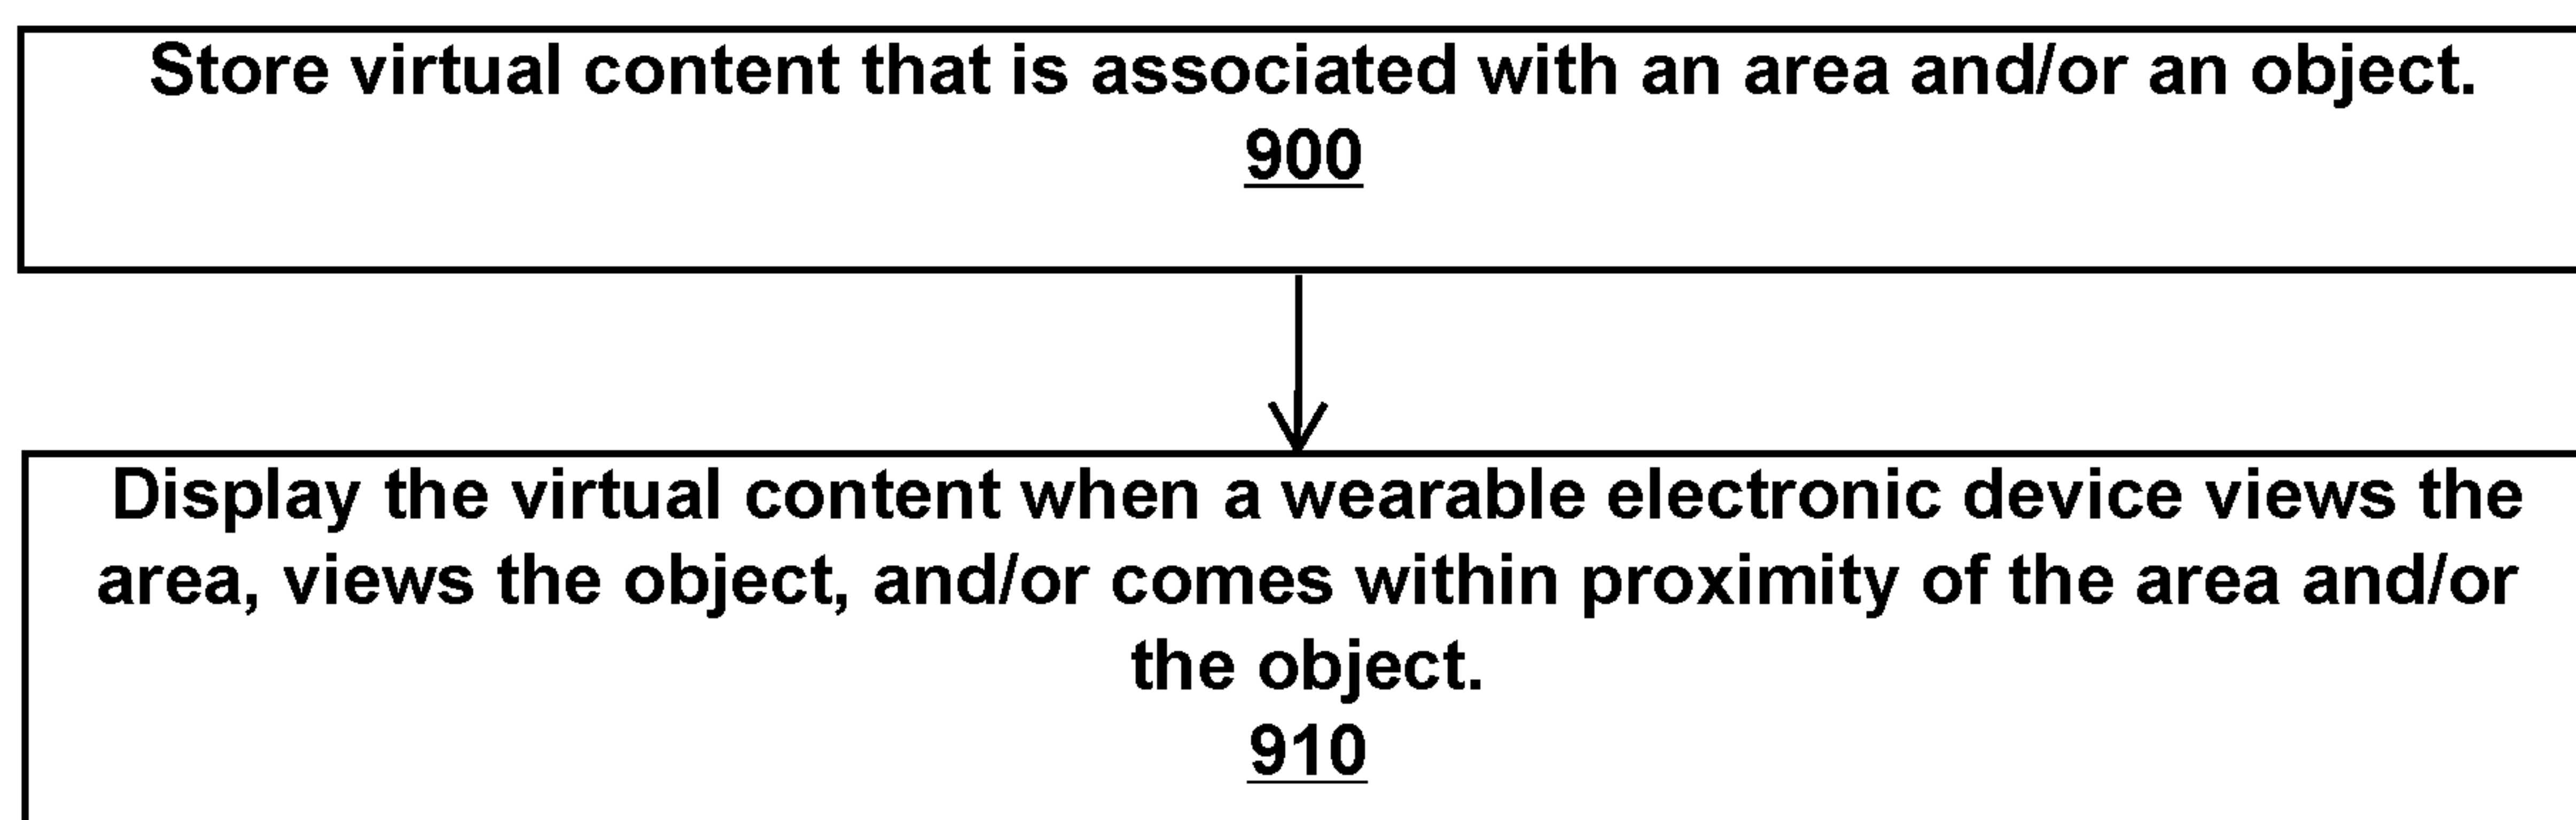 Store virtual content that is associated with an area and/or an object.
900
Display the virtual content when a wearable electronic device views the
area, views the object, and/or comes within proximity of the area and/or
the object.
910